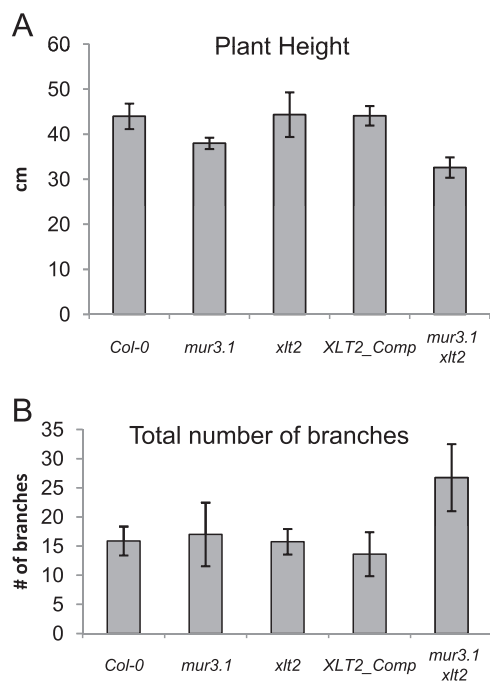 A
Plant Height
60
50
40
30
20
10
0
cm
Col-0 mur3.1 xlt2 XLT2_Comp mur3.1
xlt2
B
Total number of branches
35
30
25
20
15
10
5
0
# of branches
Col-0 mur3.1 xlt2 XLT2_Comp mur3.1
xlt2